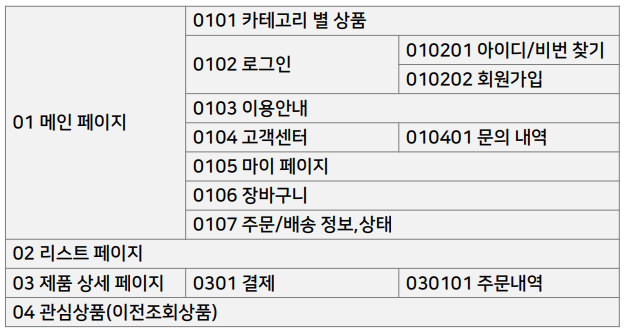 01 메인 페이지
0101 카테고리 별 상품
0102 로그인
010201 아이디/비번 찾기
010202 회원가입
0103 이용안내
0104 고객센터
010401 문의 내역
0105 마이 페이지
0106 장바구니
0107 주문/배송 정보,상태
02 리스트 페이지
03 제품 상세 페이지
0301 결제
030101 주문내역
04 관심상품(이전조회상품)